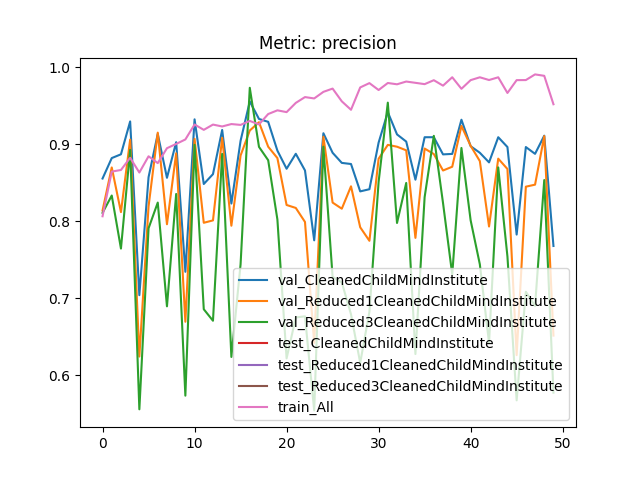 Metric: precision
1.0
0.9
0.8
0.7
0.6
val_CleanedChildMindInstitute
val_Reduced1CleanedChildMindInstitute
val_Reduced3CleanedChildMindInstitute
test_CleanedChildMindInstitute
test_Reduced1CleanedChildMindInstitute
test_Reduced3CleanedChildMindInstitute
train_All
0 10 20 30 40 50